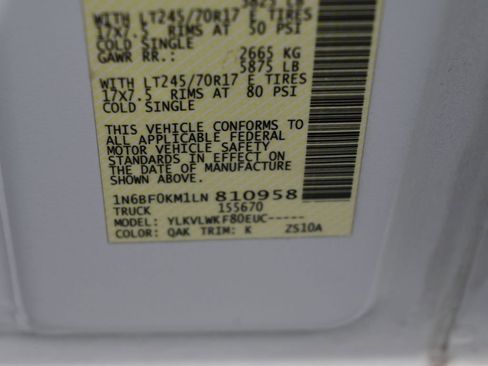 3825 LB
WITH LT245/70R17 E TIRES
17X7.5 RIMS AT 50 PSI
COLD SINGLE
GAWR RR.: 2665 KG
5875 LB
WITH LT245/70R17 E TIRES
17X7.5 RIMS AT 80 PSI
COLD SINGLE
THIS VEHICLE CONFORMS TO
ALL APPLICABLE FEDERAL
MOTOR VEHICLE SAFETY
STANDARDS IN EFFECT ON
THE DATE OF MANUFACTURE
SHOWN ABOVE.
1N6BF0KM1LN 810958
TRUCK 155670
MODEL: YLKVLWKF80EUC-----
COLOR: QAK TRIM: K ZS10A